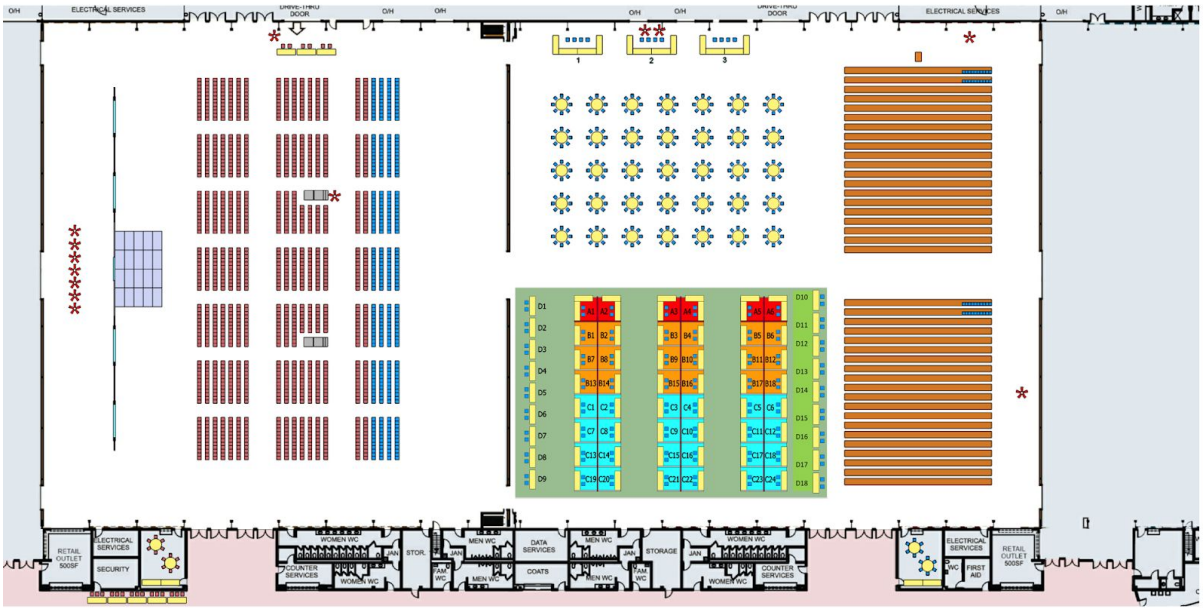 O/H
ELECTRICAL SERVICES
DRIVE-THRU
DOOR
O/H
O/H
O/H
O/H
DRIVE-THRU
DOOR
ELECTRICAL SERVICES
O/H
1
2
3
D1
D2
D3
D4
D5
D6
D7
D8
D9
A1 A2
B1 B2
B7 B8
B13 B14
C1 C2
C7 C8
C13 C14
C19 C20
A3 A4
B3 B4
B9 B10
B15 B16
C3 C4
C9 C10
C15 C16
C21 C22
A5 A6
B5 B6
B11 B12
B17 B18
C5 C6
C11 C12
C17 C18
C23 C24
D10
D11
D12
D13
D14
D15
D16
D17
D18
RETAIL
OUTLET
500SF
ELECTRICAL
SERVICES
SECURITY
WOMEN WC
COUNTER
SERVICES
WOMEN WC
JAN
STOR.
JAN
FAM.
WC
MEN WC
MEN WC
DATA
SERVICES
COATS
MEN WC
MEN WC
JAN
FAM.
WC
STORAGE
JAN
WOMEN WC
WOMEN WC
COUNTER
SERVICES
WC
ELECTRICAL
SERVICES
FIRST
AID
RETAIL
OUTLET
500SF